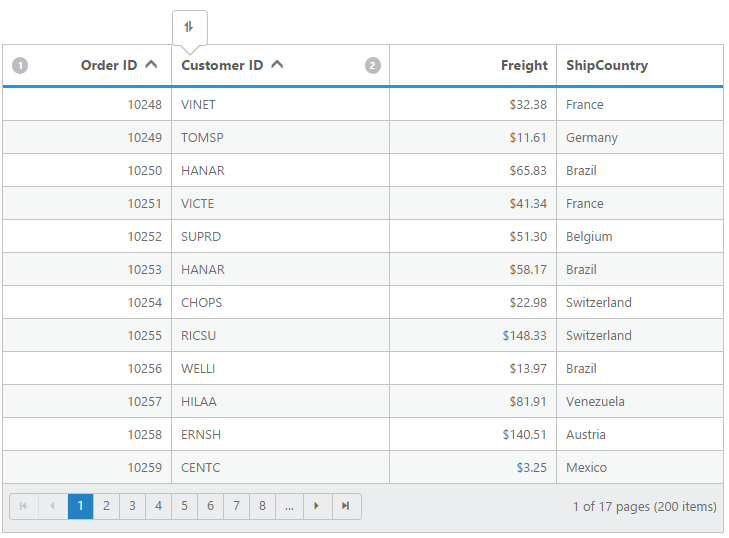 1 Order ID Customer ID 2 Freight ShipCountry
10248 VINET $32.38 France
10249 TOMSP $11.61 Germany
10250 HANAR $65.83 Brazil
10251 VICTE $41.34 France
10252 SUPRD $51.30 Belgium
10253 HANAR $58.17 Brazil
10254 CHOPS $22.98 Switzerland
10255 RICSU $148.33 Switzerland
10256 WELLI $13.97 Brazil
10257 HILAA $81.91 Venezuela
10258 ERNSH $140.51 Austria
10259 CENTC $3.25 Mexico
1 2 3 4 5 6 7 8 ... 1 of 17 pages (200 items)